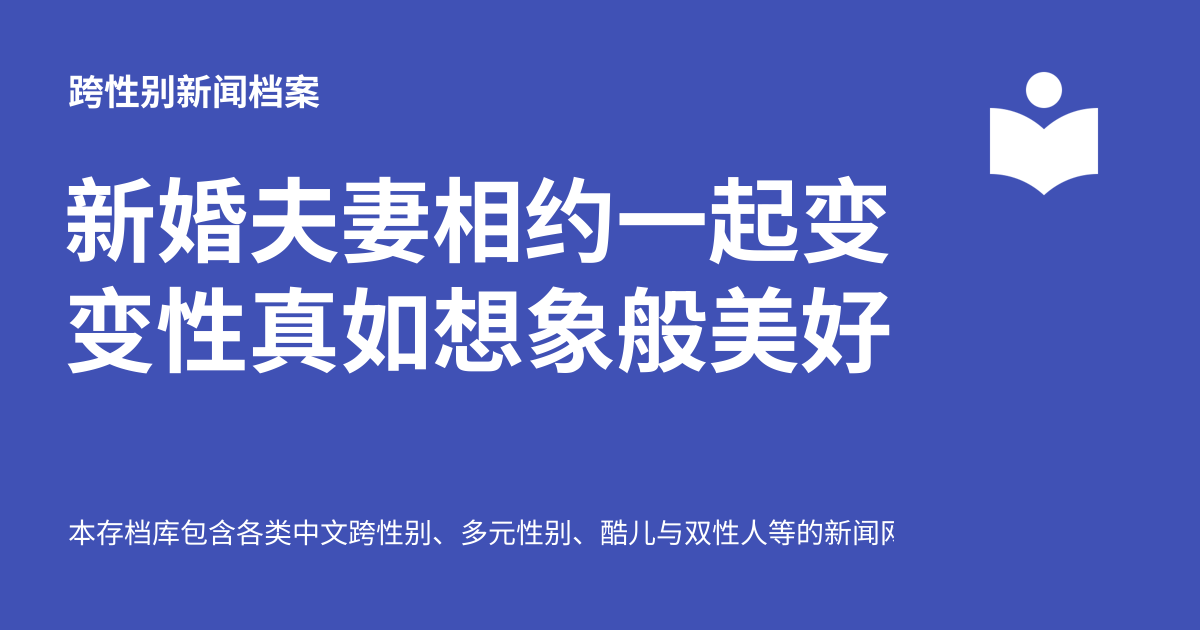 跨性别新闻档案
新婚夫妻相约一起变
变性真如想象般美好
本存档库包含各类中文跨性别、多元性别、酷儿与双性人等的新闻